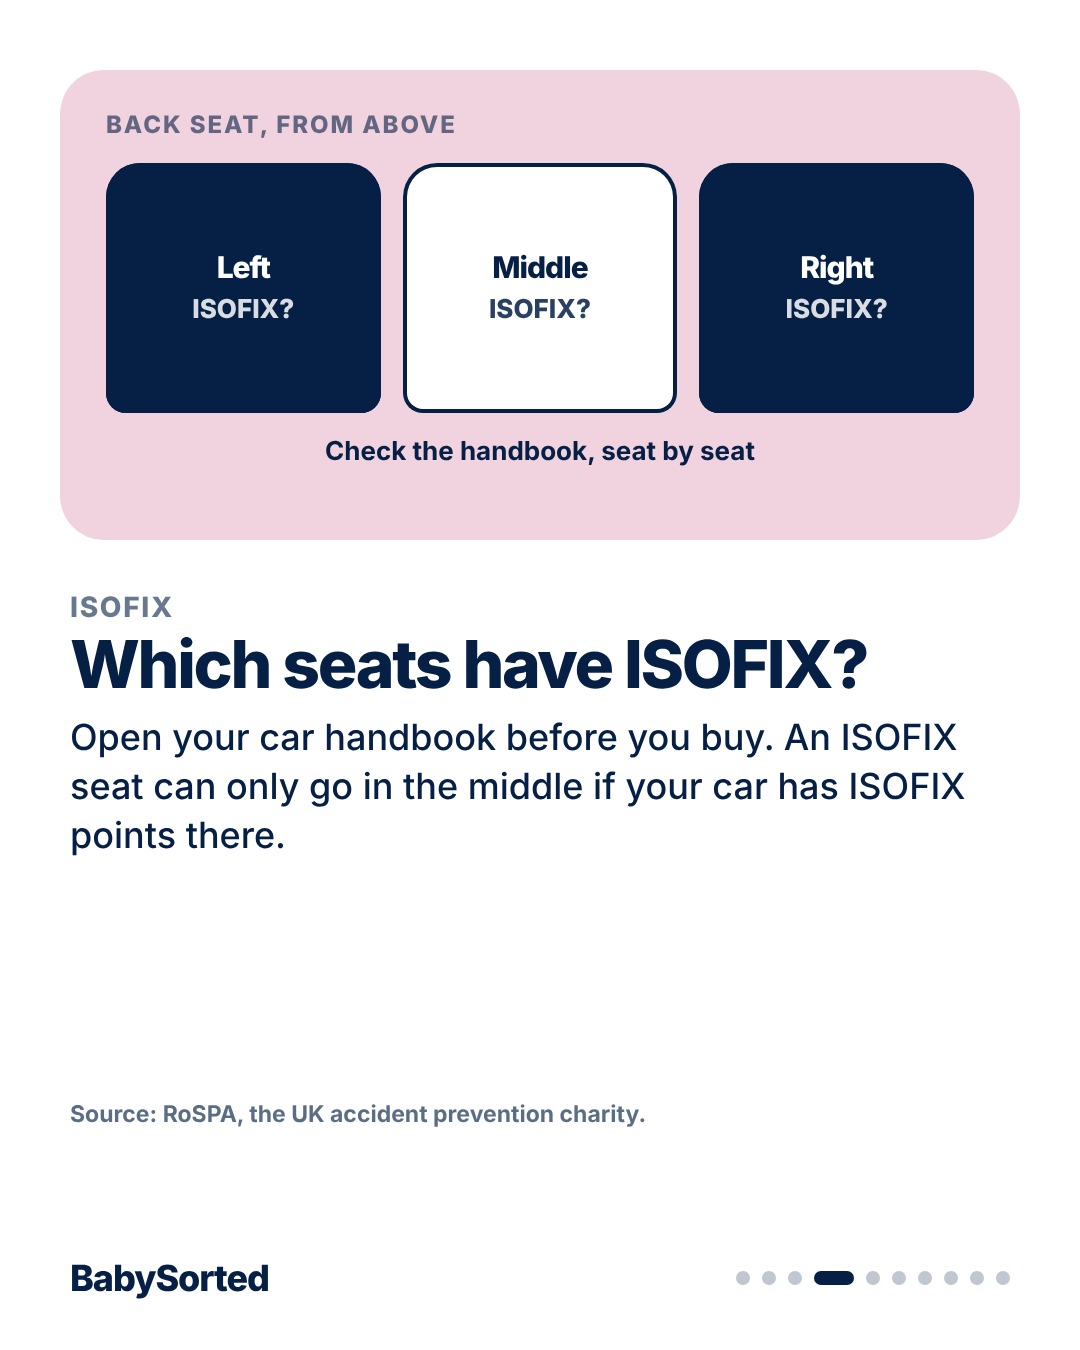 BACK SEAT, FROM ABOVE
Left
ISOFIX?
Middle
ISOFIX?
Right
ISOFIX?
Check the handbook, seat by seat
ISOFIX
Which seats have ISOFIX?
Open your car handbook before you buy. An ISOFIX
seat can only go in the middle if your car has ISOFIX
points there.
Source: RoSPA, the UK accident prevention charity.
BabySorted